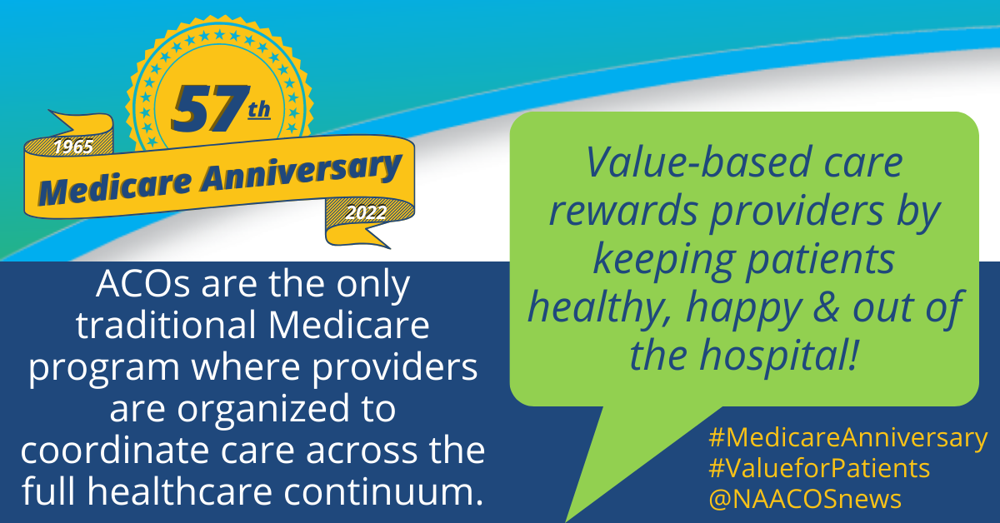 57th
1965
Medicare Anniversary
2022
ACOs are the only
traditional Medicare
program where providers
are organized to
coordinate care across the
full healthcare continuum.
Value-based care
rewards providers by
keeping patients
healthy, happy & out of
the hospital!
#MedicareAnniversary
#ValueforPatients
@NAACOSnews